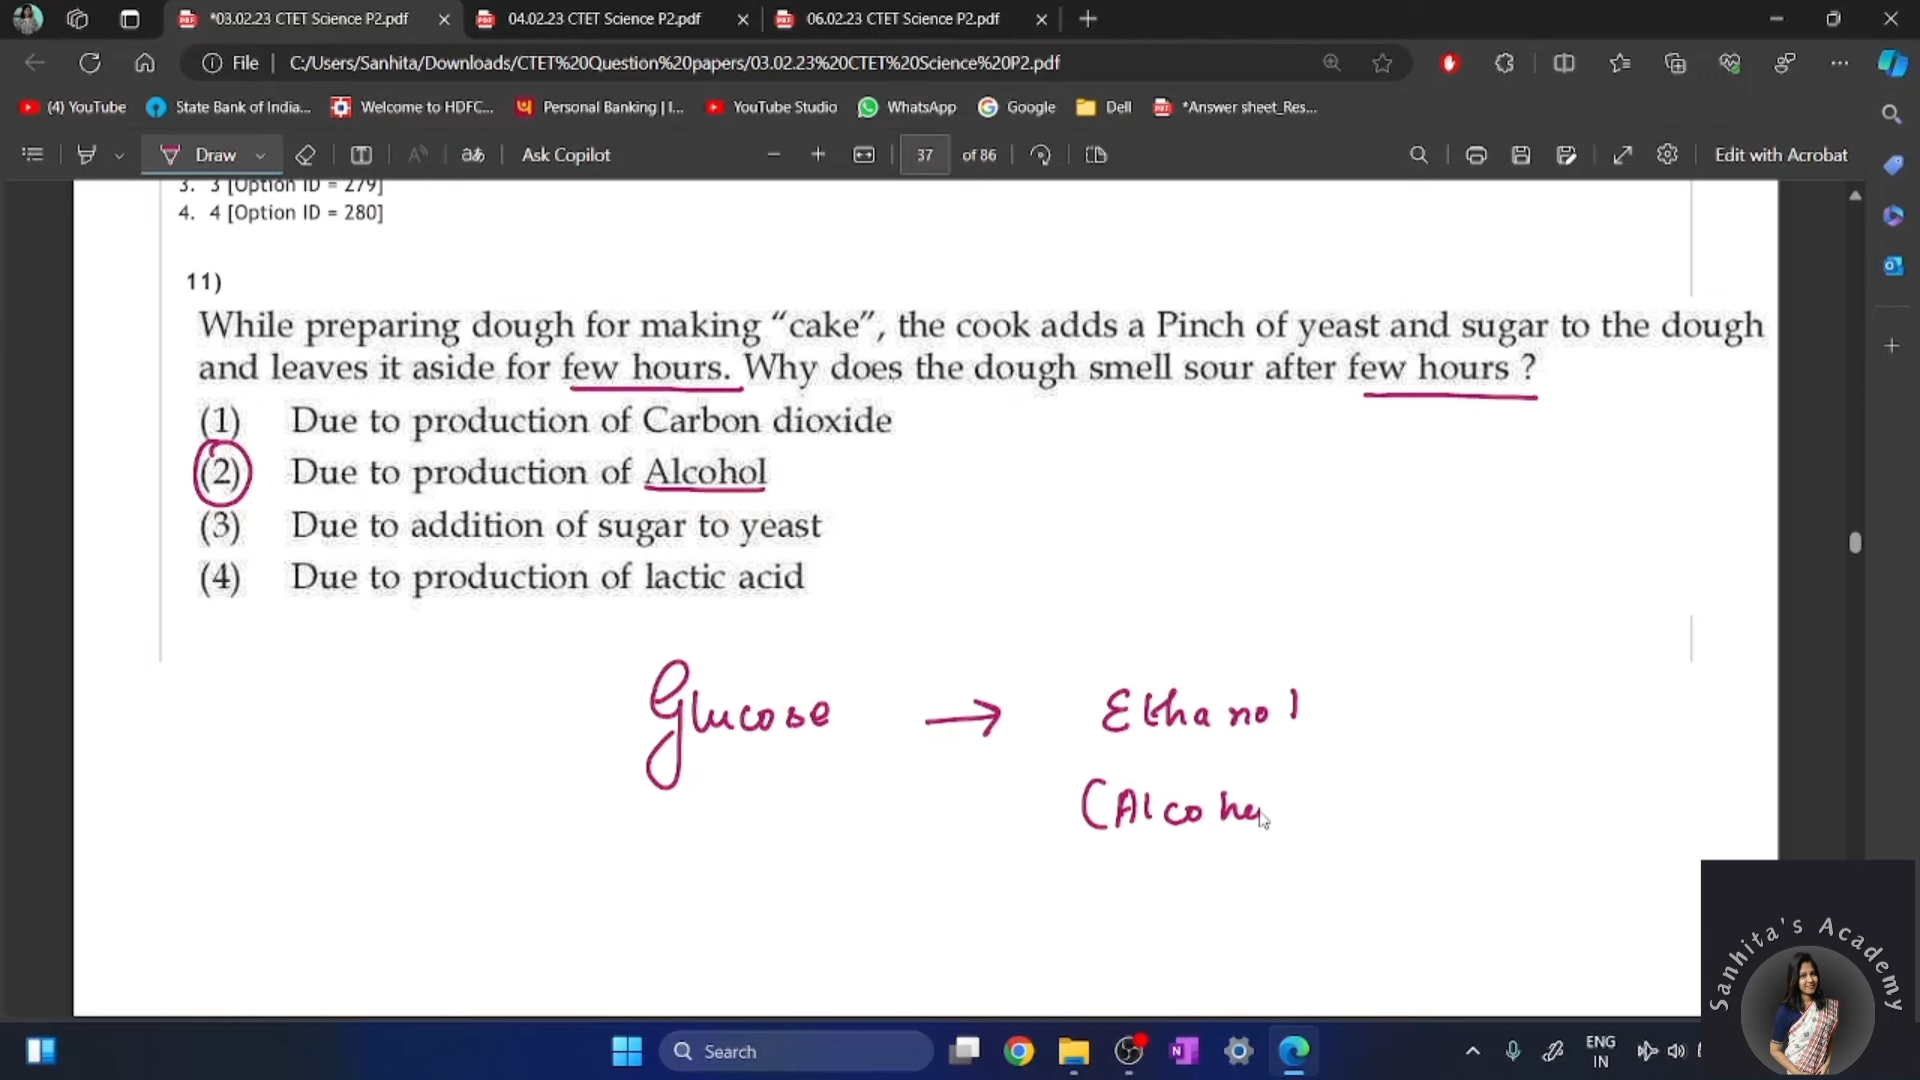 *03.02.23 CTET Science P2.pdf
04.02.23 CTET Science P2.pdf
06.02.23 CTET Science P2.pdf
File
C:/Users/Sanhita/Downloads/CTET%20Question%20papers/03.02.23%20CTET%20Science%20P2.pdf
(4) YouTube
State Bank of India...
Welcome to HDFC...
Personal Banking | I...
YouTube Studio
WhatsApp
Google
Dell
*Answer sheet_Res...
Draw
Ask Copilot
37 of 86
Edit with Acrobat
3. 3 [Option ID = 279]
4. 4 [Option ID = 280]
11)
While preparing dough for making “cake”, the cook adds a Pinch of yeast and sugar to the dough
and leaves it aside for few hours. Why does the dough smell sour after few hours ?
(1) Due to production of Carbon dioxide
(2) Due to production of Alcohol
(3) Due to addition of sugar to yeast
(4) Due to production of lactic acid
Glucose → Ethanol
(Alcoho
Sanhita's Academy
Search
ENG
IN